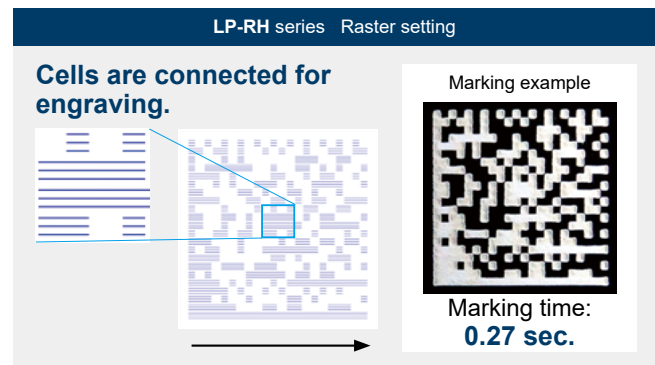 LP-RH series Raster setting
Cells are connected for
engraving.
Marking example
Marking time:
0.27 sec.